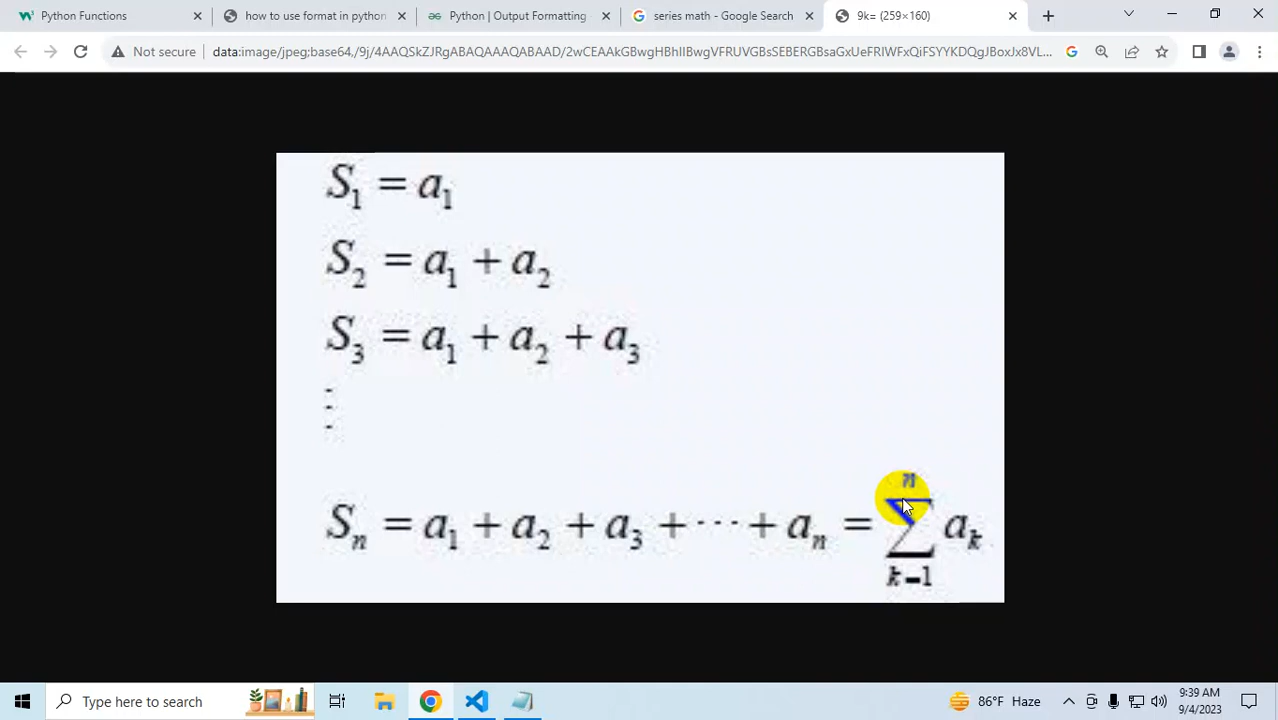 Python Functions
how to use format in python
Python | Output Formatting
series math - Google Search
9k= (259×160)
Not secure
data:image/jpeg;base64,/9j/4AAQSkZJRgABAQAAAQABAAD/2wCEAAkGBwgHBhIIBwgVFRUVGBsSEBERGBsaGxUeFRIWFxQiFSYYKDQgJBoxJx8VL...
S₁ = a₁
S₂ = a₁ + a₂
S₃ = a₁ + a₂ + a₃
⋮
Sₙ = a₁ + a₂ + a₃ + ⋯ + aₙ = ∑ₖ₌₁ⁿ aₖ
Type here to search
86°F Haze
9:39 AM
9/4/2023